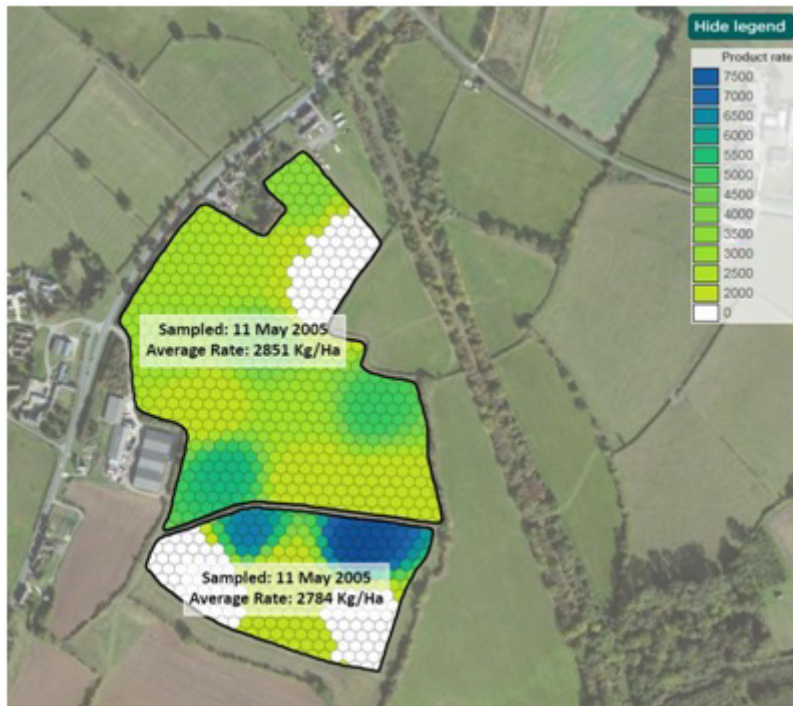 Hide legend
Product rate
7500
7000
6500
6000
5500
5000
4500
4000
3500
3000
2500
2000
0
Sampled: 11 May 2005
Average Rate: 2851 Kg/Ha
Sampled: 11 May 2005
Average Rate: 2784 Kg/Ha